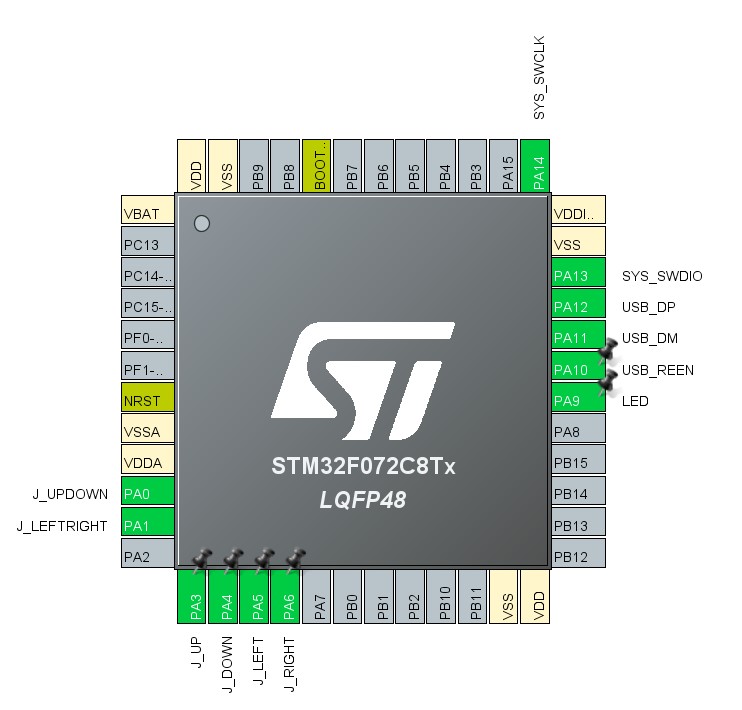 SYS_SWCLK
VDD
VSS
PB9
PB8
BOOT..
PB7
PB6
PB5
PB4
PB3
PA15
PA14
VBAT
PC13
PC14-..
PC15-..
PF0-..
PF1-..
NRST
VSSA
VDDA
J_UPDOWN PA0
J_LEFTRIGHT PA1
PA2
ST
STM32F072C8Tx
LQFP48
VDDI..
VSS
PA13 SYS_SWDIO
PA12 USB_DP
PA11 USB_DM
PA10 USB_REEN
PA9 LED
PA8
PB15
PB14
PB13
PB12
PA3
PA4
PA5
PA6
PA7
PB0
PB1
PB2
PB10
PB11
VSS
VDD
J_UP
J_DOWN
J_LEFT
J_RIGHT